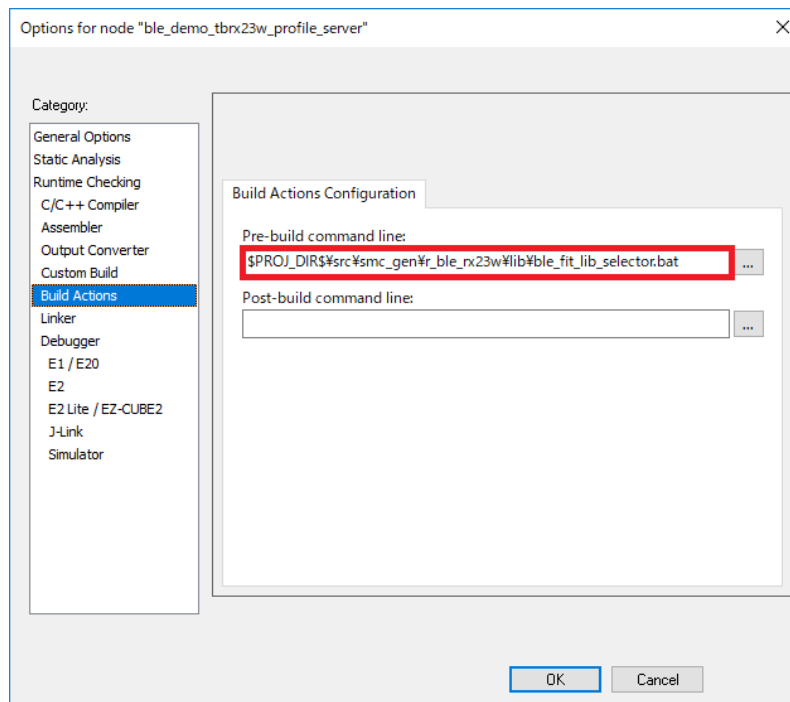 Options for node "ble_demo_tbrx23w_profile_server"
Category:
General Options
Static Analysis
Runtime Checking
C/C++ Compiler
Assembler
Output Converter
Custom Build
Build Actions
Linker
Debugger
E1 / E20
E2
E2 Lite / EZ-CUBE2
J-Link
Simulator
Build Actions Configuration
Pre-build command line:
$PROJ_DIR$¥src¥smc_gen¥r_ble_rx23w¥lib¥ble_fit_lib_selector.bat
...
Post-build command line:
...
OK
Cancel